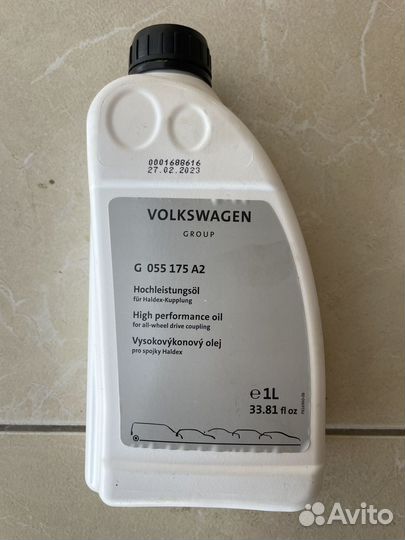 0001688616
27.02.2023
VOLKSWAGEN
GROUP
G 055 175 A2
Hochleistungsöl
für Haldex-Kupplung
High performance oil
for all-wheel drive coupling
Vysokovýkonový olej
pro spojky Haldex
℮ 1L
33.81 fl oz
Avito